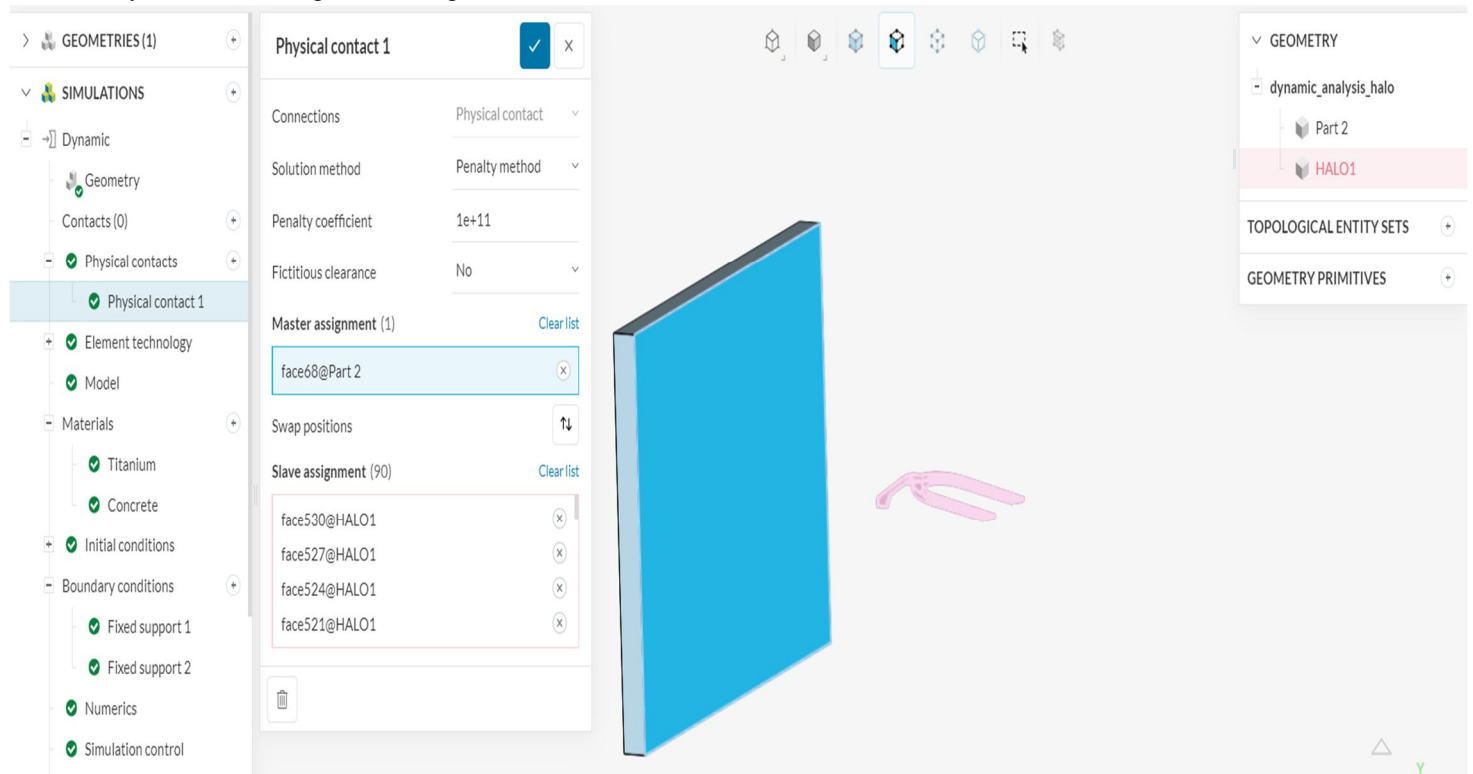 GEOMETRIES (1)
SIMULATIONS
Dynamic
Geometry
Contacts (0)
Physical contacts
Physical contact 1
Element technology
Model
Materials
Titanium
Concrete
Initial conditions
Boundary conditions
Fixed support 1
Fixed support 2
Numerics
Simulation control
Physical contact 1
Connections Physical contact
Solution method Penalty method
Penalty coefficient 1e+11
Fictitious clearance No
Master assignment (1) Clear list
face68@Part 2
Swap positions
Slave assignment (90) Clear list
face530@HALO1
face527@HALO1
face524@HALO1
face521@HALO1
GEOMETRY
dynamic_analysis_halo
Part 2
HALO1
TOPOLOGICAL ENTITY SETS
GEOMETRY PRIMITIVES
Y